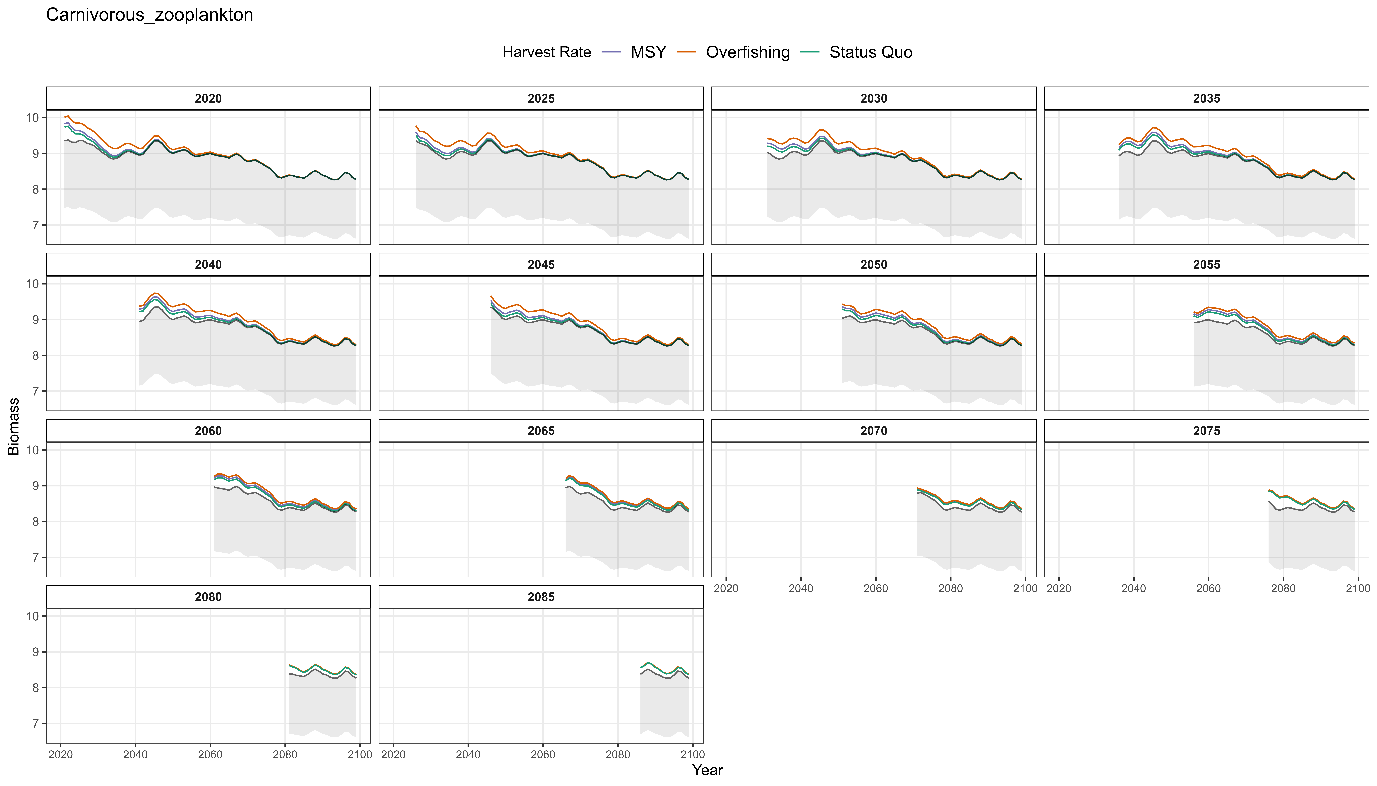 Carnivorous_zooplankton
Harvest Rate MSY Overfishing Status Quo
2020 2025 2030 2035
10
9
8
7
2040 2045 2050 2055
10
9
8
7
Biomass
2060 2065 2070 2075
10
9
8
7
2020 2040 2060 2080 2100 2020 2040 2060 2080 2100
2080 2085
10
9
8
7
2020 2040 2060 2080 2100 2020 2040 2060 2080 2100
Year